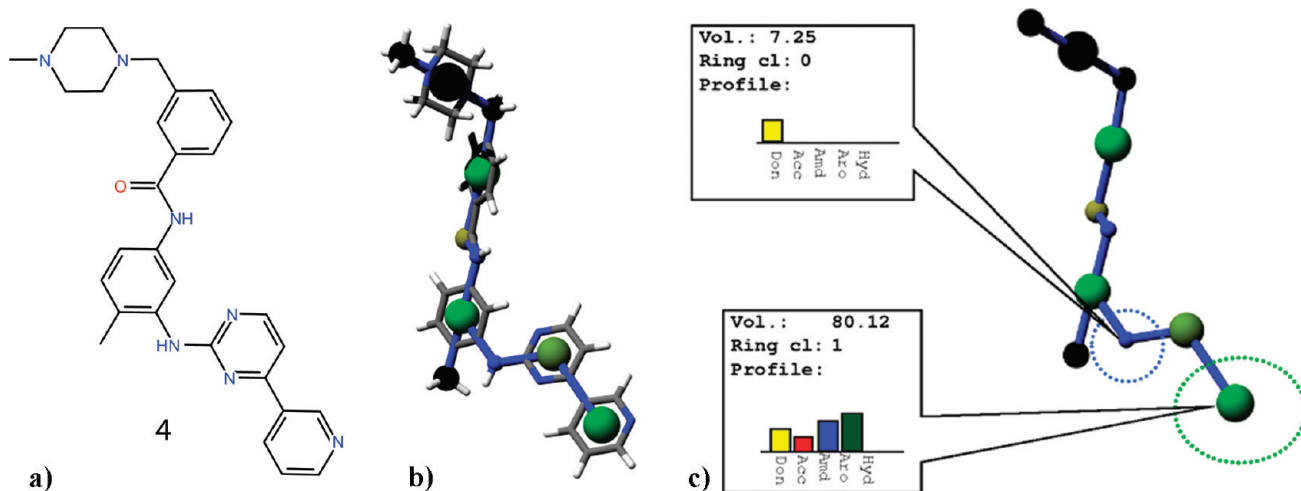 N
N
O
NH
N
NH
N
N
4
a)
b)
Vol.: 7.25
Ring cl: 0
Profile:
Don
Acc
Amd
Aro
Hyd
Vol.: 80.12
Ring cl: 1
Profile:
Don
Acc
Amd
Aro
Hyd
c)